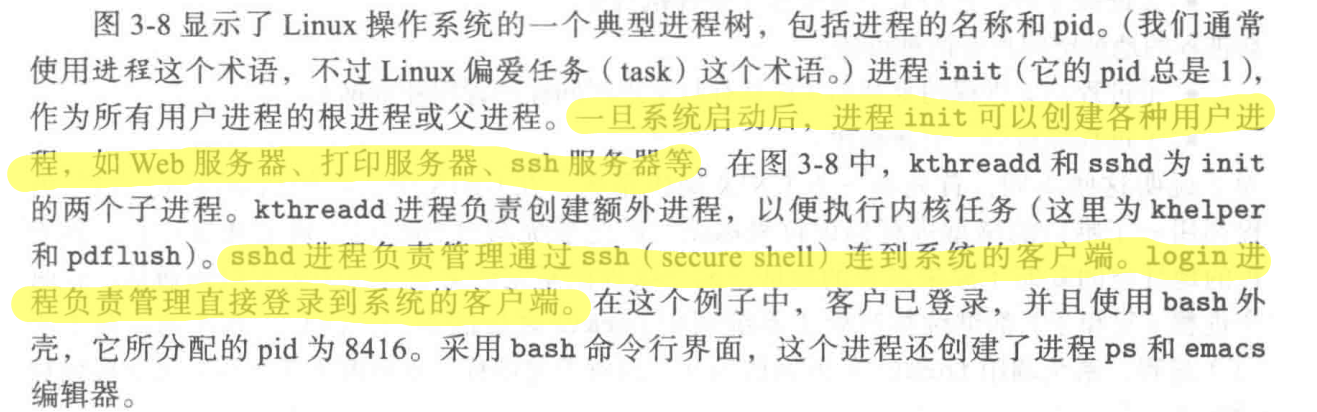 图 3-8 显示了 Linux 操作系统的一个典型进程树，包括进程的名称和 pid。（我们通常
使用进程这个术语，不过 Linux 偏爱任务（task）这个术语。）进程 init（它的 pid 总是 1），
作为所有用户进程的根进程或父进程。一旦系统启动后，进程 init 可以创建各种用户进
程，如 Web 服务器、打印服务器、ssh 服务器等。在图 3-8 中，kthreadd 和 sshd 为 init
的两个子进程。kthreadd 进程负责创建额外进程，以便执行内核任务（这里为 khelper
和 pdflush）。sshd 进程负责管理通过 ssh（secure shell）连到系统的客户端。login 进
程负责管理直接登录到系统的客户端。在这个例子中，客户已登录，并且使用 bash 外
壳，它所分配的 pid 为 8416。采用 bash 命令行界面，这个进程还创建了进程 ps 和 emacs
编辑器。